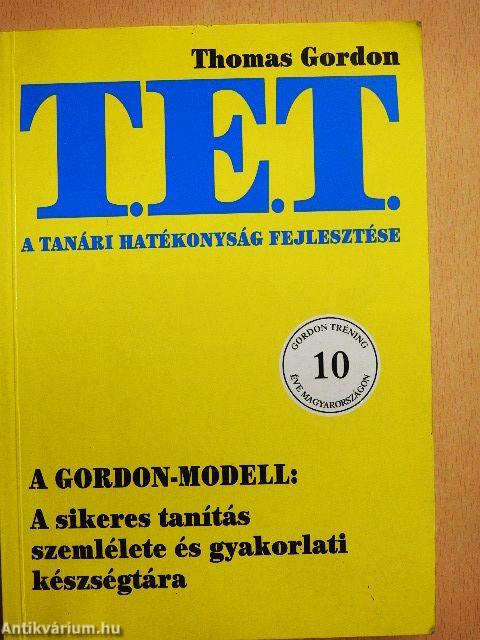 Thomas Gordon
T.E.T.
A TANÁRI HATÉKONYSÁG FEJLESZTÉSE
GORDON TRÉNING
10
ÉVE MAGYARORSZÁGON
A GORDON-MODELL:
A sikeres tanítás
szemlélete és gyakorlati
készségtára
Antikvárium.hu